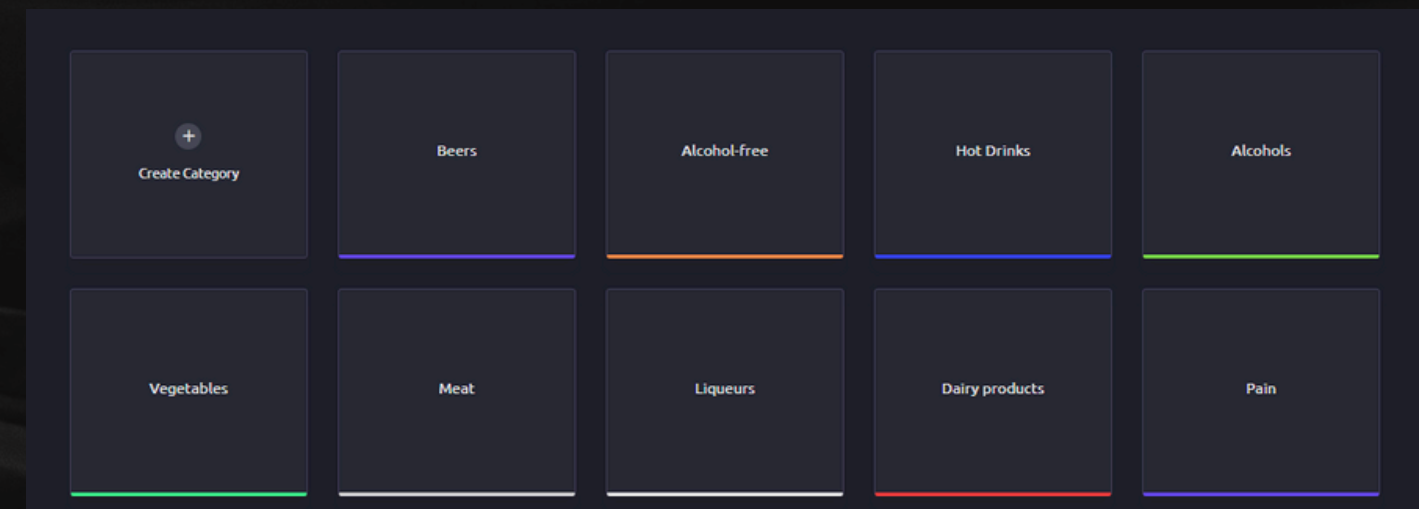 +
Create Category
Beers
Alcohol-free
Hot Drinks
Alcohols
Vegetables
Meat
Liqueurs
Dairy products
Pain